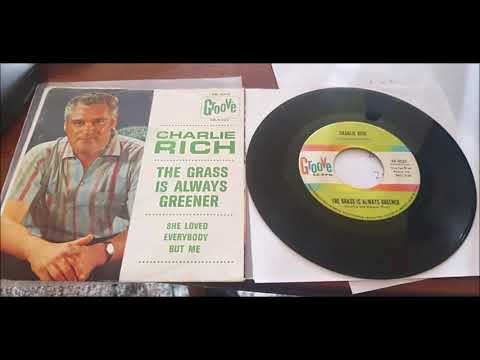 Groove
CHARLIE
RICH
THE GRASS
IS ALWAYS
GREENER
SHE LOVED
EVERYBODY
BUT ME
CHARLIE RICH
Groove
THE GRASS IS ALWAYS GREENER